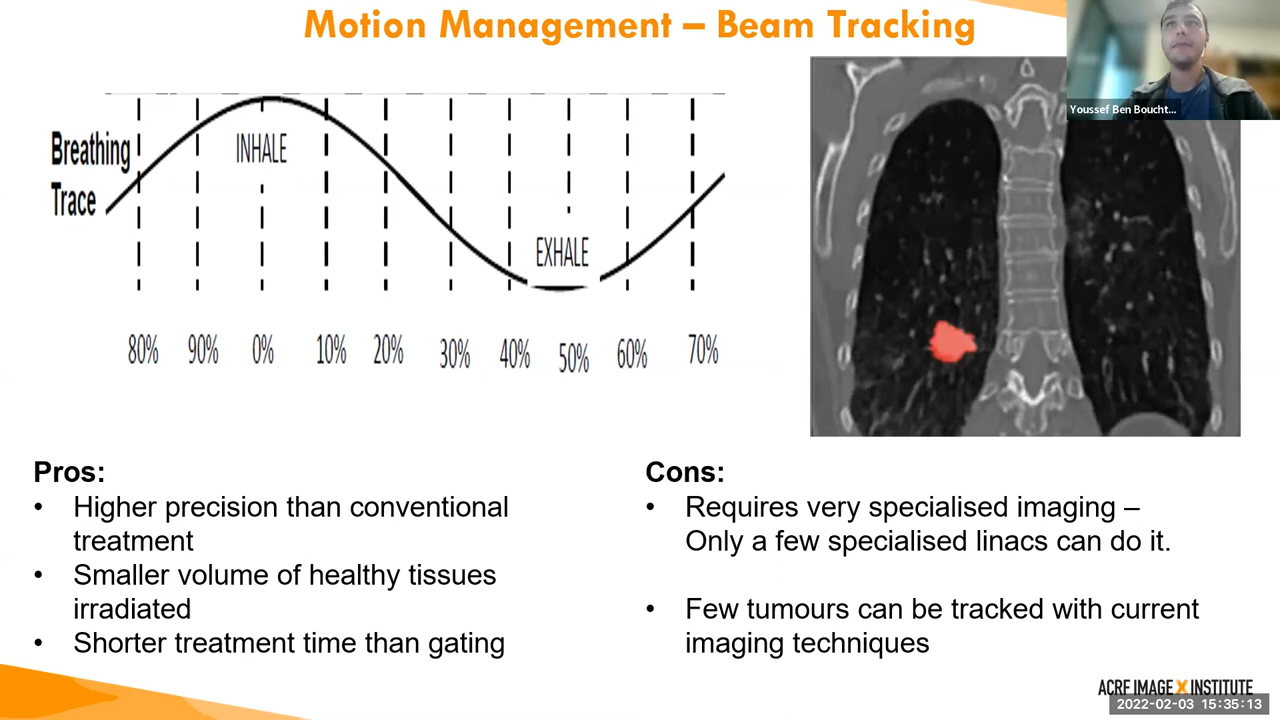 Motion Management – Beam Tracking
Youssef Ben Boucht...
Breathing
Trace
INHALE
EXHALE
80% 90% 0% 10% 20% 30% 40% 50% 60% 70%
Pros:
• Higher precision than conventional
treatment
• Smaller volume of healthy tissues
irradiated
• Shorter treatment time than gating
Cons:
• Requires very specialised imaging –
Only a few specialised linacs can do it.
• Few tumours can be tracked with current
imaging techniques
ACRF IMAGE X INSTITUTE
2022-02-03 15:35:13